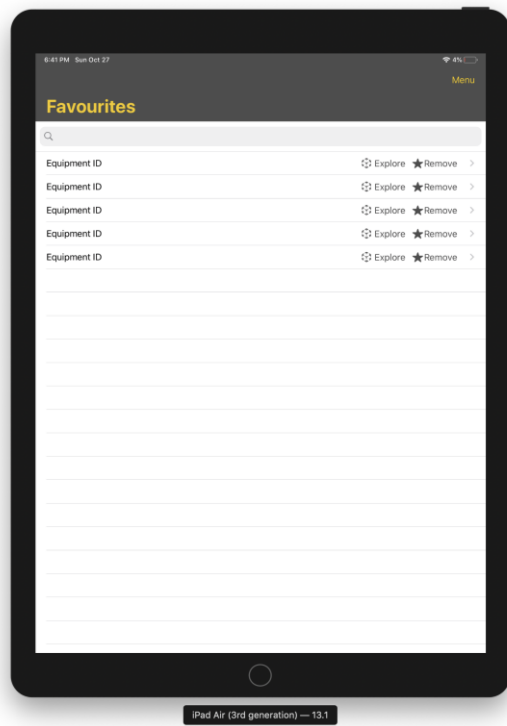 6:41 PM Sun Oct 27 4%
Menu
Favourites
Equipment ID Explore Remove
Equipment ID Explore Remove
Equipment ID Explore Remove
Equipment ID Explore Remove
Equipment ID Explore Remove
iPad Air (3rd generation) — 13.1